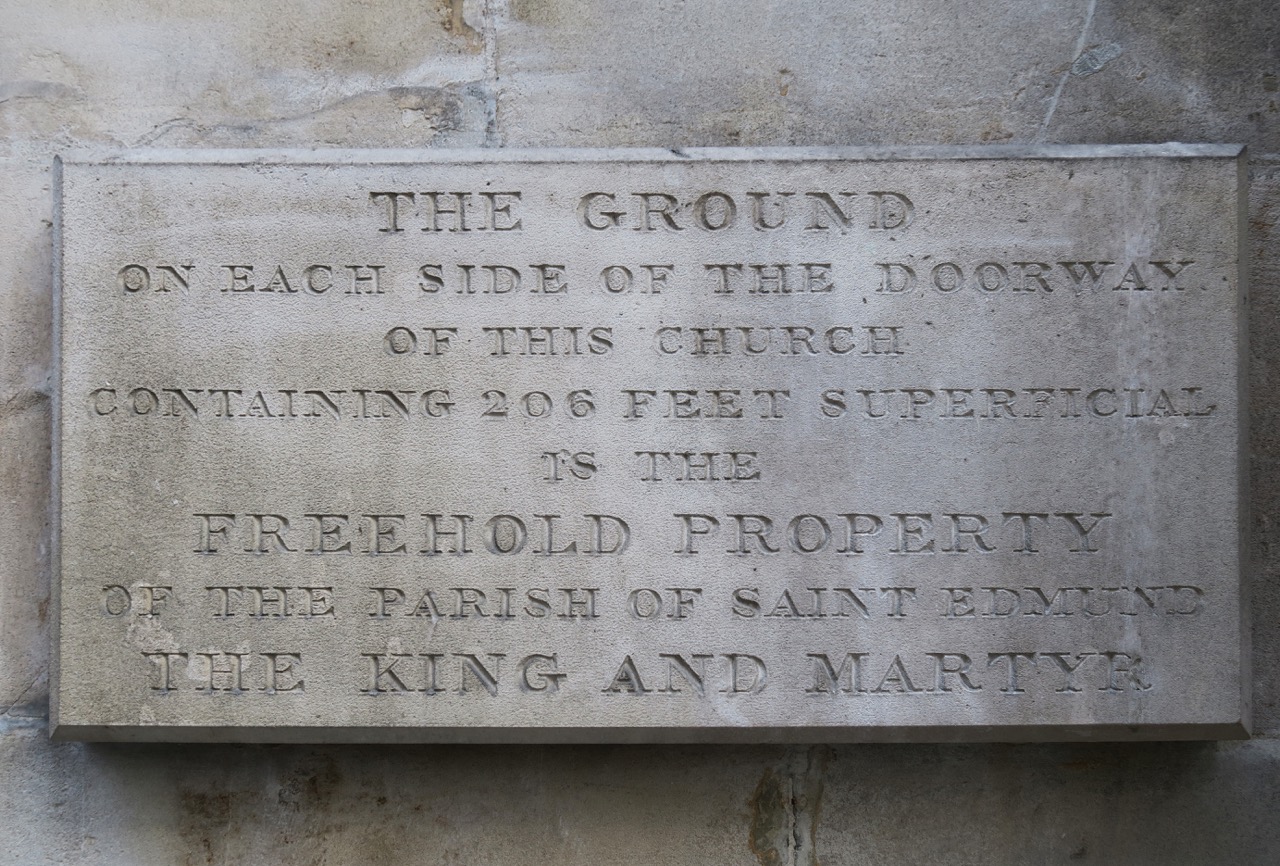 THE GROUND
ON EACH SIDE OF THE DOORWAY
OF THIS CHURCH
CONTAINING 206 FEET SUPERFICIAL
IS THE
FREEHOLD PROPERTY
OF THE PARISH OF SAINT EDMUND
THE KING AND MARTYR